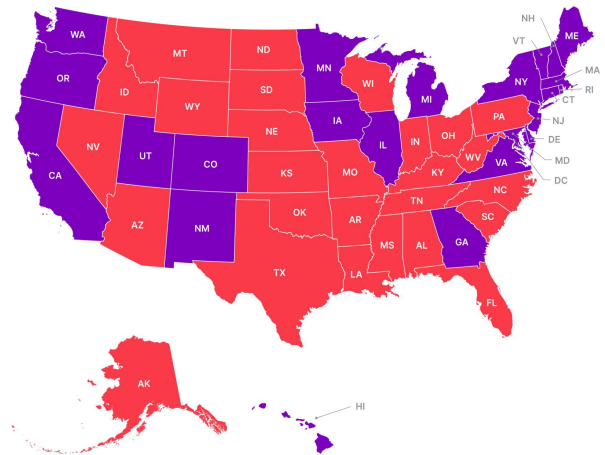 NH
WA
ME
VT
MT
ND
MN
OR
MA
ID
SD
WI
NY
WY
MI
RI
CT
IA
PA
NE
NJ
NV
OH
IL
IN
DE
UT
CO
WV
MD
CA
VA
KS
MO
KY
DC
NC
TN
OK
AZ
AR
NM
SC
GA
MS
AL
TX
LA
FL
AK
HI